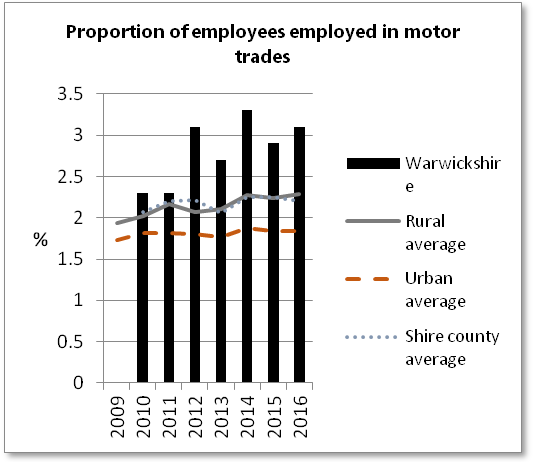 Proportion of employees employed in motor
trades
3.5
3
2.5
2
1.5
1
0.5
0
%
2009
2010
2011
2012
2013
2014
2015
2016
Warwickshir
e
Rural
average
Urban
average
Shire county
average